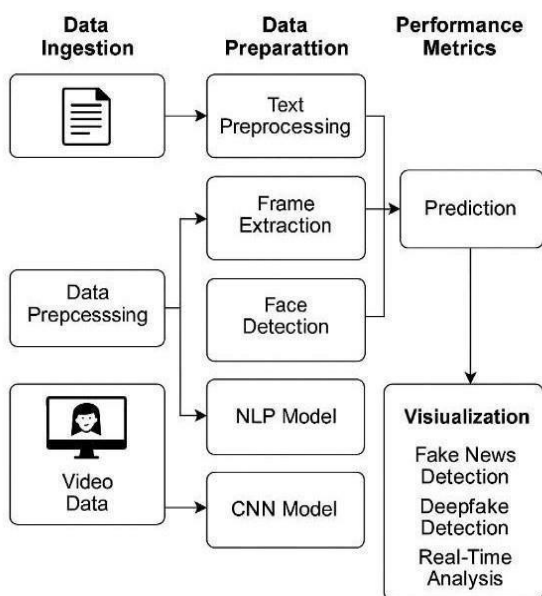 Data
Ingestion
Data
Preparattion
Performance
Metrics
Text
Preprocessing
Frame
Extraction
Prediction
Data
Prepcesssing
Face
Detection
NLP Model
Video
Data
CNN Model
Visiualization
Fake News
Detection
Deepfake
Detection
Real-Time
Analysis